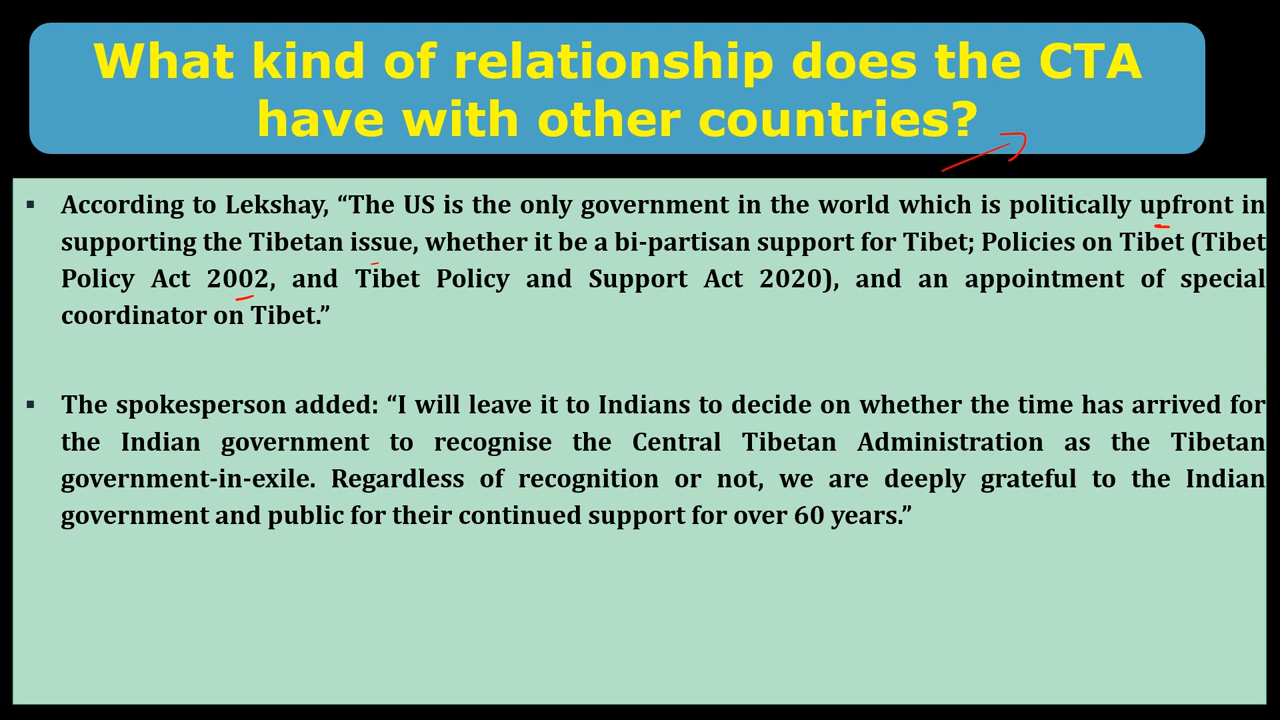 What kind of relationship does the CTA
have with other countries?
▪ According to Lekshay, “The US is the only government in the world which is politically upfront in
supporting the Tibetan issue, whether it be a bi-partisan support for Tibet; Policies on Tibet (Tibet
Policy Act 2002, and Tibet Policy and Support Act 2020), and an appointment of special
coordinator on Tibet.”
▪ The spokesperson added: “I will leave it to Indians to decide on whether the time has arrived for
the Indian government to recognise the Central Tibetan Administration as the Tibetan
government-in-exile. Regardless of recognition or not, we are deeply grateful to the Indian
government and public for their continued support for over 60 years.”